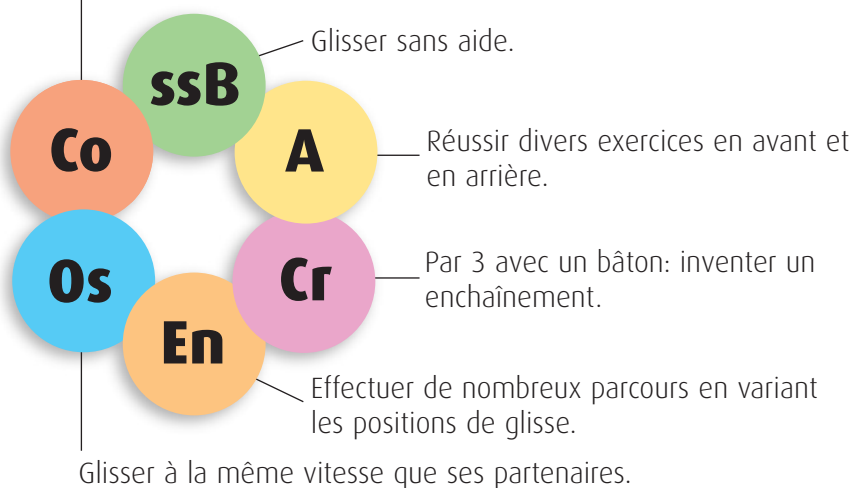 Glisser sans aide.
ssB
Co
A
Réussir divers exercices en avant et
en arrière.
Os
Cr
Par 3 avec un bâton: inventer un
enchaînement.
En
Effectuer de nombreux parcours en variant
les positions de glisse.
Glisser à la même vitesse que ses partenaires.